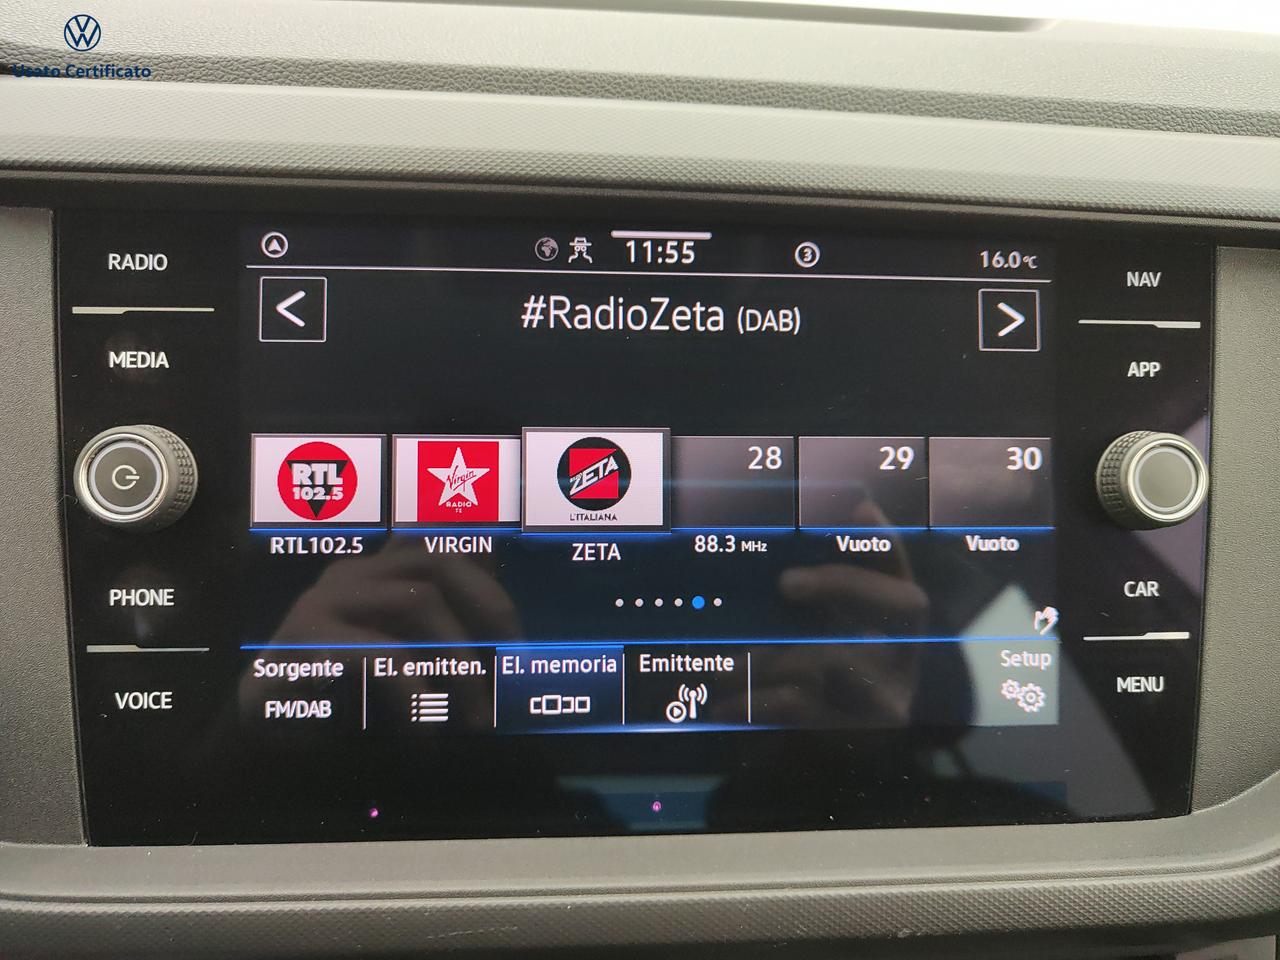 Usato Certificato
RADIO
MEDIA
PHONE
VOICE
11:55
3
16.0°C
#RadioZeta (DAB)
RTL
102.5
Virgin
RADIO
ZETA
L'ITALIANA
28
29
30
RTL102.5
VIRGIN
ZETA
88.3 MHz
Vuoto
Vuoto
Sorgente
FM/DAB
El. emitten.
El. memoria
Emittente
Setup
NAV
APP
CAR
MENU